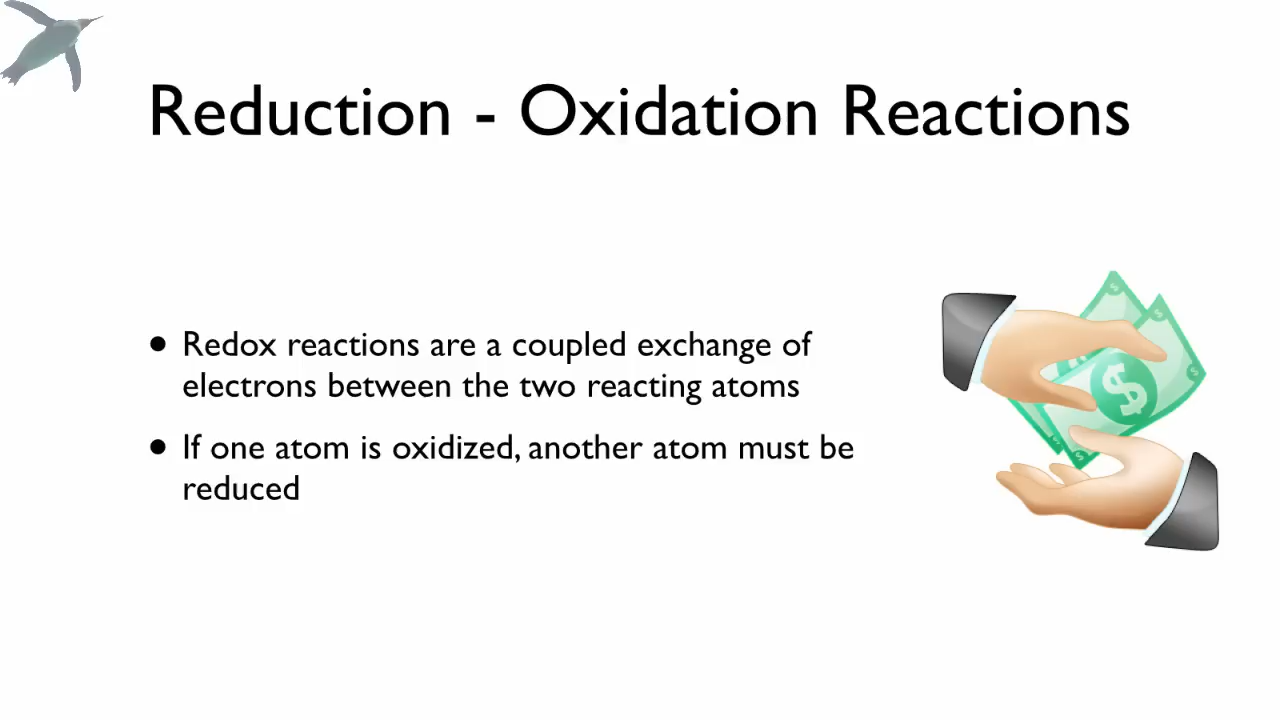 Reduction - Oxidation Reactions
• Redox reactions are a coupled exchange of
electrons between the two reacting atoms
• If one atom is oxidized, another atom must be
reduced
$
$
$
$
$